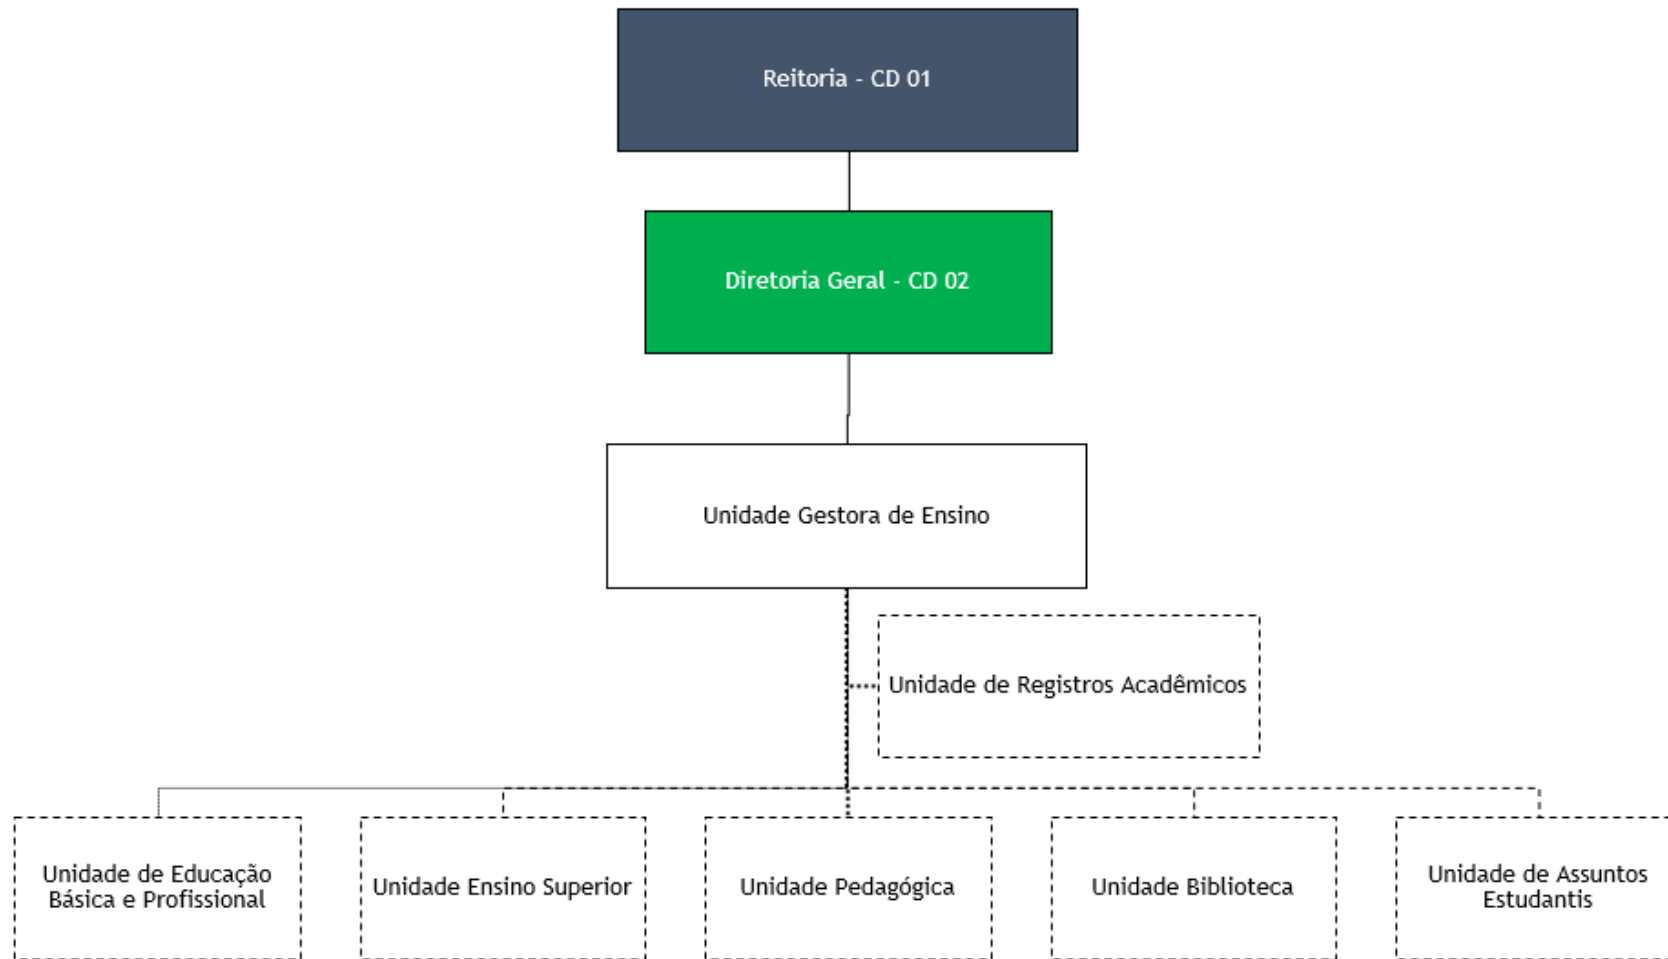 Reitoria - CD 01
Diretoria Geral - CD 02
Unidade Gestora de Ensino
Unidade de Registros Acadêmicos
Unidade de Educação
Básica e Profissional
Unidade Ensino Superior
Unidade Pedagógica
Unidade Biblioteca
Unidade de Assuntos
Estudantis